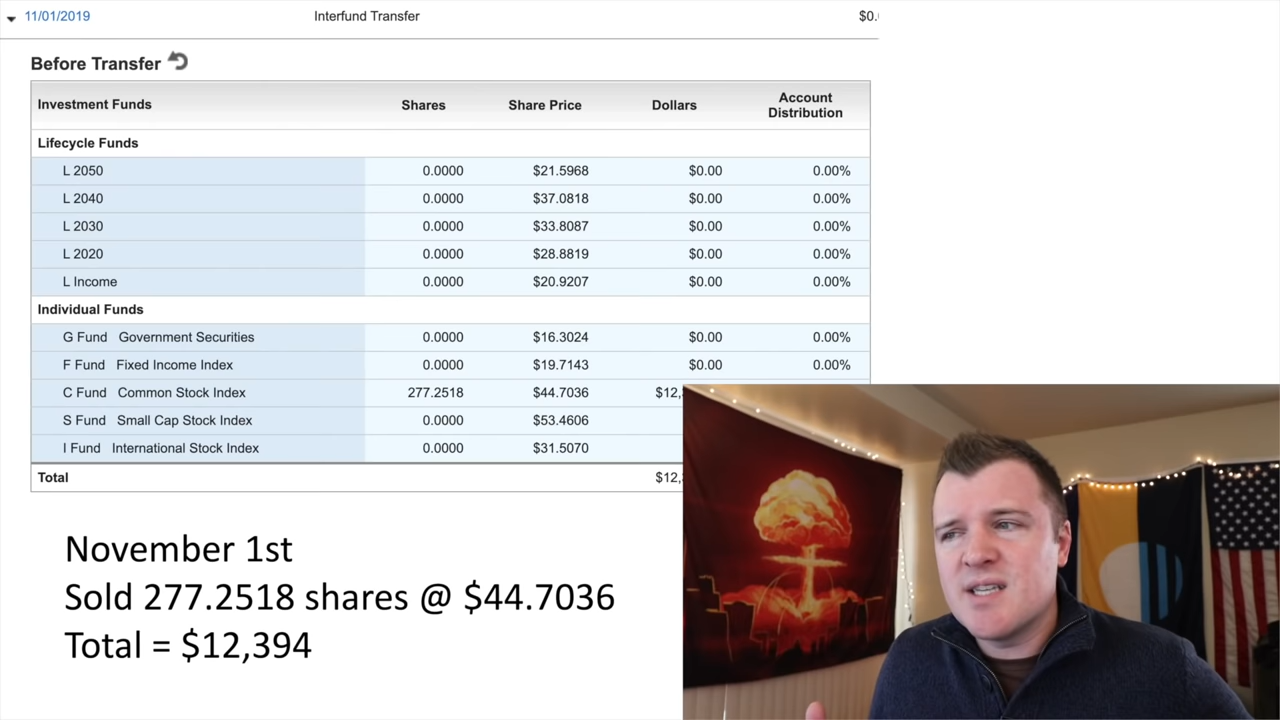 11/01/2019 Interfund Transfer $0.
Before Transfer
Investment Funds Shares Share Price Dollars Account Distribution
Lifecycle Funds
L 2050 0.0000 $21.5968 $0.00 0.00%
L 2040 0.0000 $37.0818 $0.00 0.00%
L 2030 0.0000 $33.8087 $0.00 0.00%
L 2020 0.0000 $28.8819 $0.00 0.00%
L Income 0.0000 $20.9207 $0.00 0.00%
Individual Funds
G Fund Government Securities 0.0000 $16.3024 $0.00 0.00%
F Fund Fixed Income Index 0.0000 $19.7143 $0.00 0.00%
C Fund Common Stock Index 277.2518 $44.7036 $12,
S Fund Small Cap Stock Index 0.0000 $53.4606
I Fund International Stock Index 0.0000 $31.5070
Total $12,
November 1st
Sold 277.2518 shares @ $44.7036
Total = $12,394